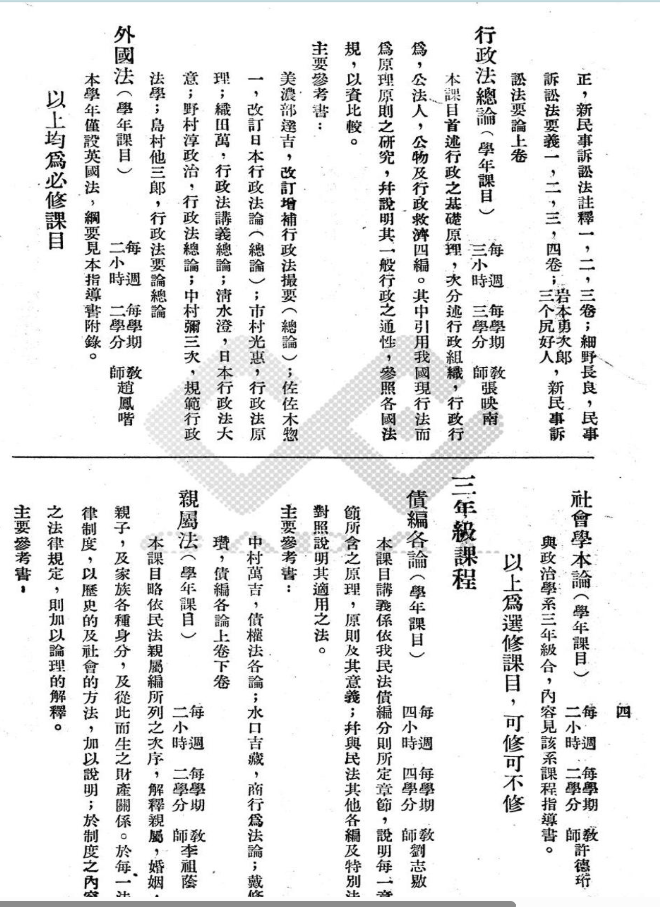 正，新民事訴訟法註釋一，二，三卷；細野長良，民事
訴訟法要義一，二，三，四卷；岩本勇次郎，三个尻好人，新民事訴
訟法要論上卷
行政法總論（學年課目） 每週三小時 每學期三學分 教師張映南
本課目首述行政之基礎原理，次分述行政組織，行政行
為，公法人，公物及行政救濟四編。其中引用我國現行法而
為原理原則之研究，幷說明其一般行政之通性，參照各國法
規，以資比較。
主要參考書：
美濃部達吉，改訂增補行政法撮要（總論）；佐佐木惣
一，改訂日本行政法論（總論）；市村光惠，行政法原
理；織田萬，行政法講義總論；清水澄，日本行政法大
意；野村淳政治，行政法總論；中村彌三次，規範行政
法學；島村他三郎，行政法要論總論
外國法（學年課目） 每週二小時 每學期二學分 教師趙鳳喈
本學年僅設英國法，綱要見本指導書附錄。
以上均爲必修課目
四
社會學本論（學年課目） 每週二小時 每學期二學分 教師許德珩
與政治學系三年級合，內容見該系課程指導書。
以上爲選修課目，可修可不修
三年級課程
債編各論（學年課目） 每週四小時 每學期四學分 教師劉志敭
本課目講義係依我民法債編分則所定章節，說明每一章
節所含之原理，原則及其意義；幷與民法其他各編及特別法
對照說明其適用之法。
主要參考書：
中村萬吉，債權法各論；水口吉藏，商行爲法論；戴修
瓚，債編各論上卷下卷
親屬法（學年課目） 每週二小時 每學期二學分 教師李祖蔭
本課目略依民法親屬編所列之次序，解釋親屬，婚姻，
親子，及家族各種身分，及從此而生之財產關係。於每一法
律制度，以歷史的及社會的方法，加以說明；於制度之內容
之法律規定，則加以論理的解釋。
主要參考書：